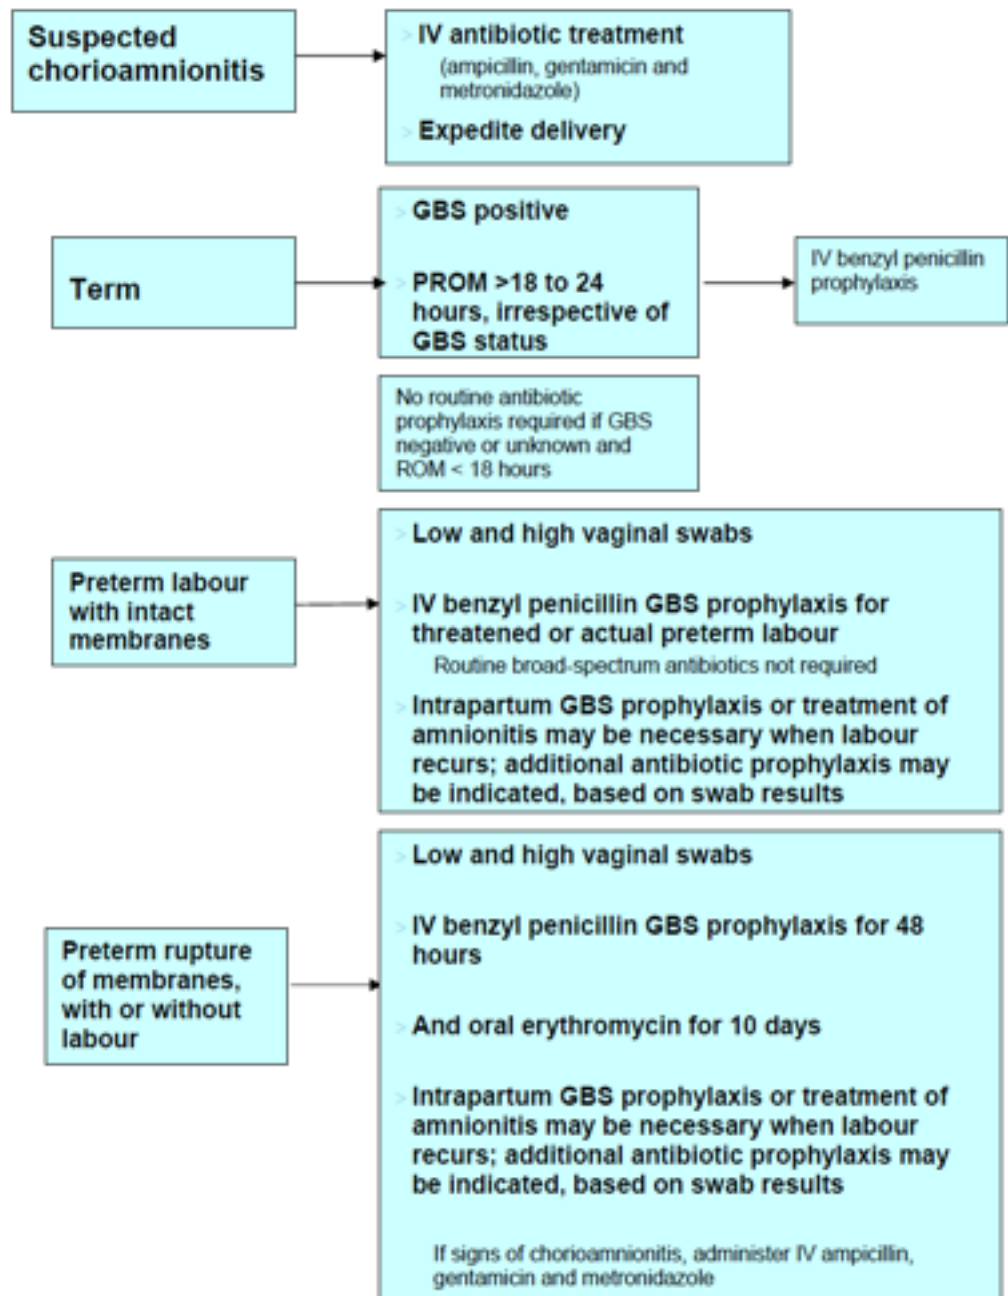 Suspected
chorioamnionitis
> IV antibiotic treatment
(ampicillin, gentamicin and
metronidazole)
> Expedite delivery
Term
> GBS positive
> PROM >18 to 24
hours, irrespective of
GBS status
IV benzyl penicillin
prophylaxis
No routine antibiotic
prophylaxis required if GBS
negative or unknown and
ROM < 18 hours
Preterm labour
with intact
membranes
> Low and high vaginal swabs
> IV benzyl penicillin GBS prophylaxis for
threatened or actual preterm labour
Routine broad-spectrum antibiotics not required
> Intrapartum GBS prophylaxis or treatment of
amnionitis may be necessary when labour
recurs; additional antibiotic prophylaxis may
be indicated, based on swab results
Preterm rupture
of membranes,
with or without
labour
> Low and high vaginal swabs
> IV benzyl penicillin GBS prophylaxis for 48
hours
> And oral erythromycin for 10 days
> Intrapartum GBS prophylaxis or treatment of
amnionitis may be necessary when labour
recurs; additional antibiotic prophylaxis may
be indicated, based on swab results
If signs of chorioamnionitis, administer IV ampicillin,
gentamicin and metronidazole